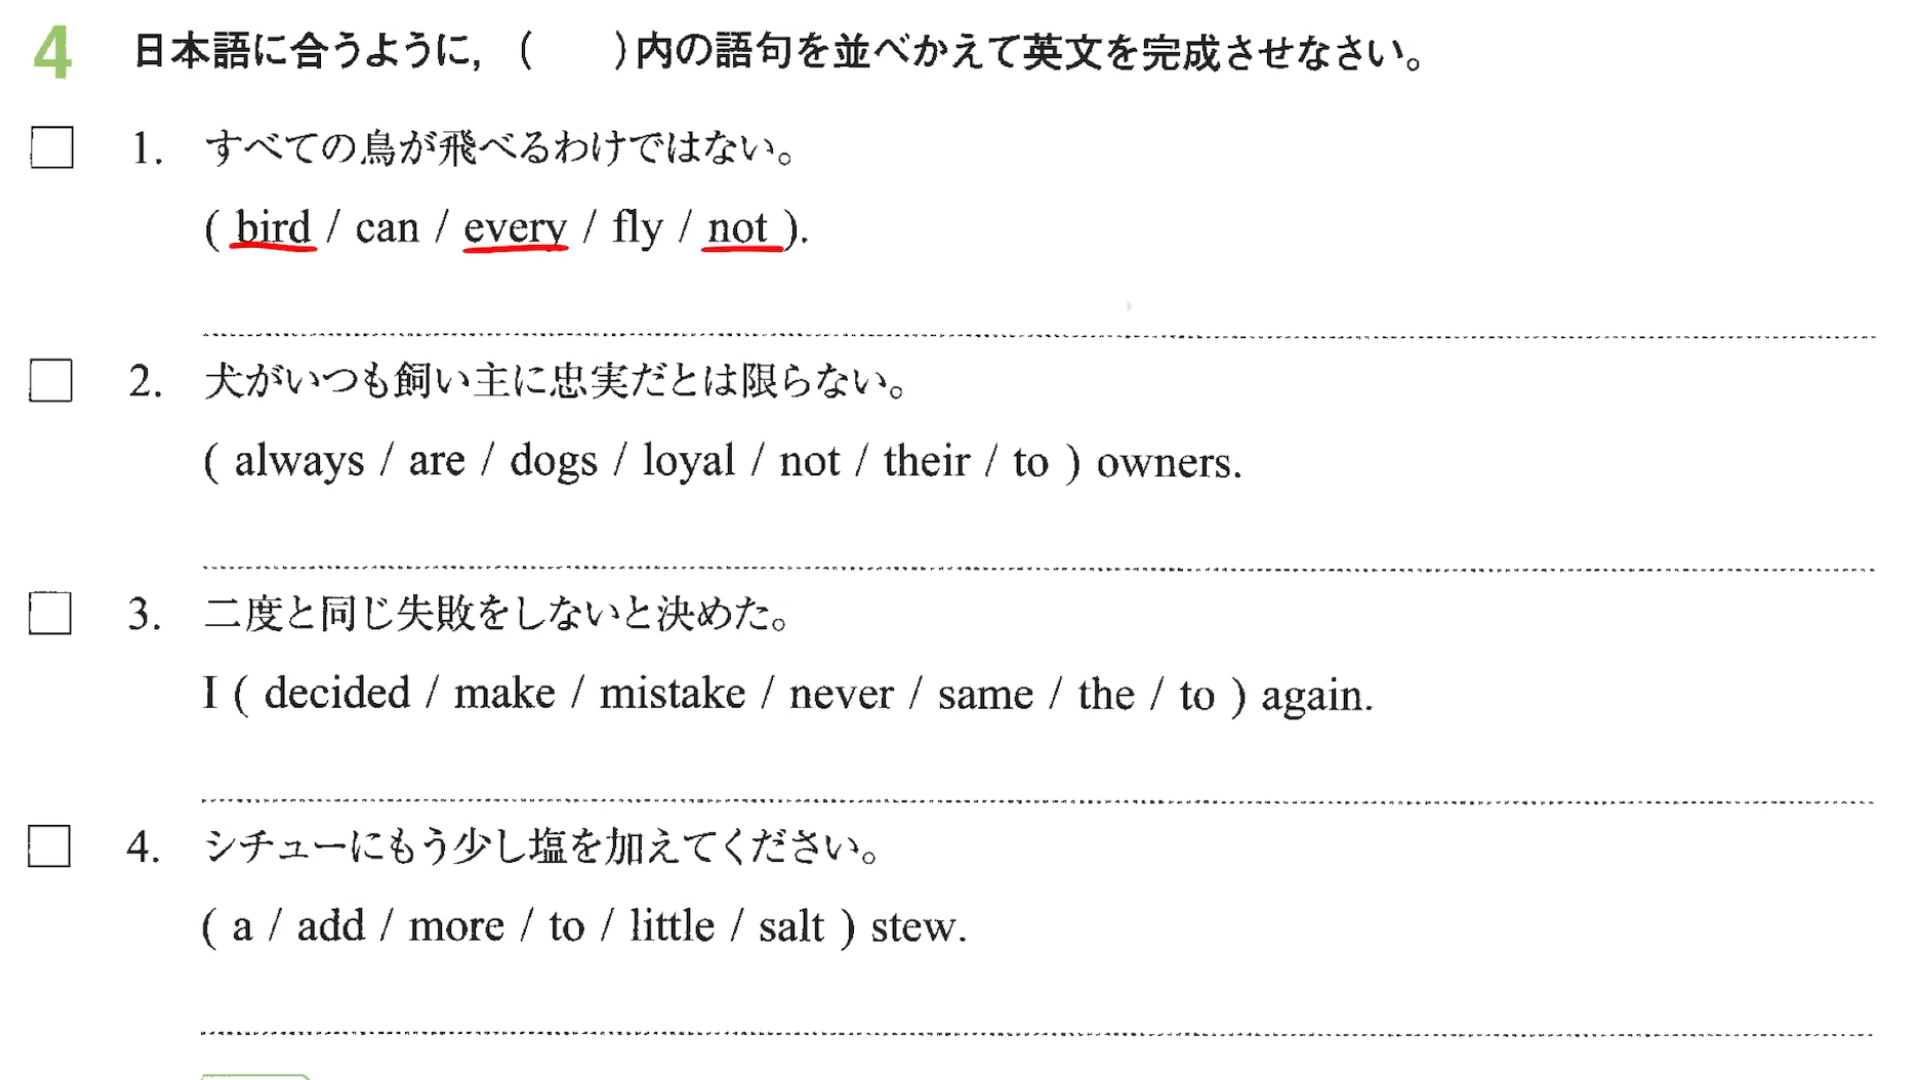 4 日本語に合うように，（　　）内の語句を並べかえて英文を完成させなさい。
1. すべての鳥が飛べるわけではない。
( bird / can / every / fly / not ).
2. 犬がいつも飼い主に忠実だとは限らない。
( always / are / dogs / loyal / not / their / to ) owners.
3. 二度と同じ失敗をしないと決めた。
I ( decided / make / mistake / never / same / the / to ) again.
4. シチューにもう少し塩を加えてください。
( a / add / more / to / little / salt ) stew.